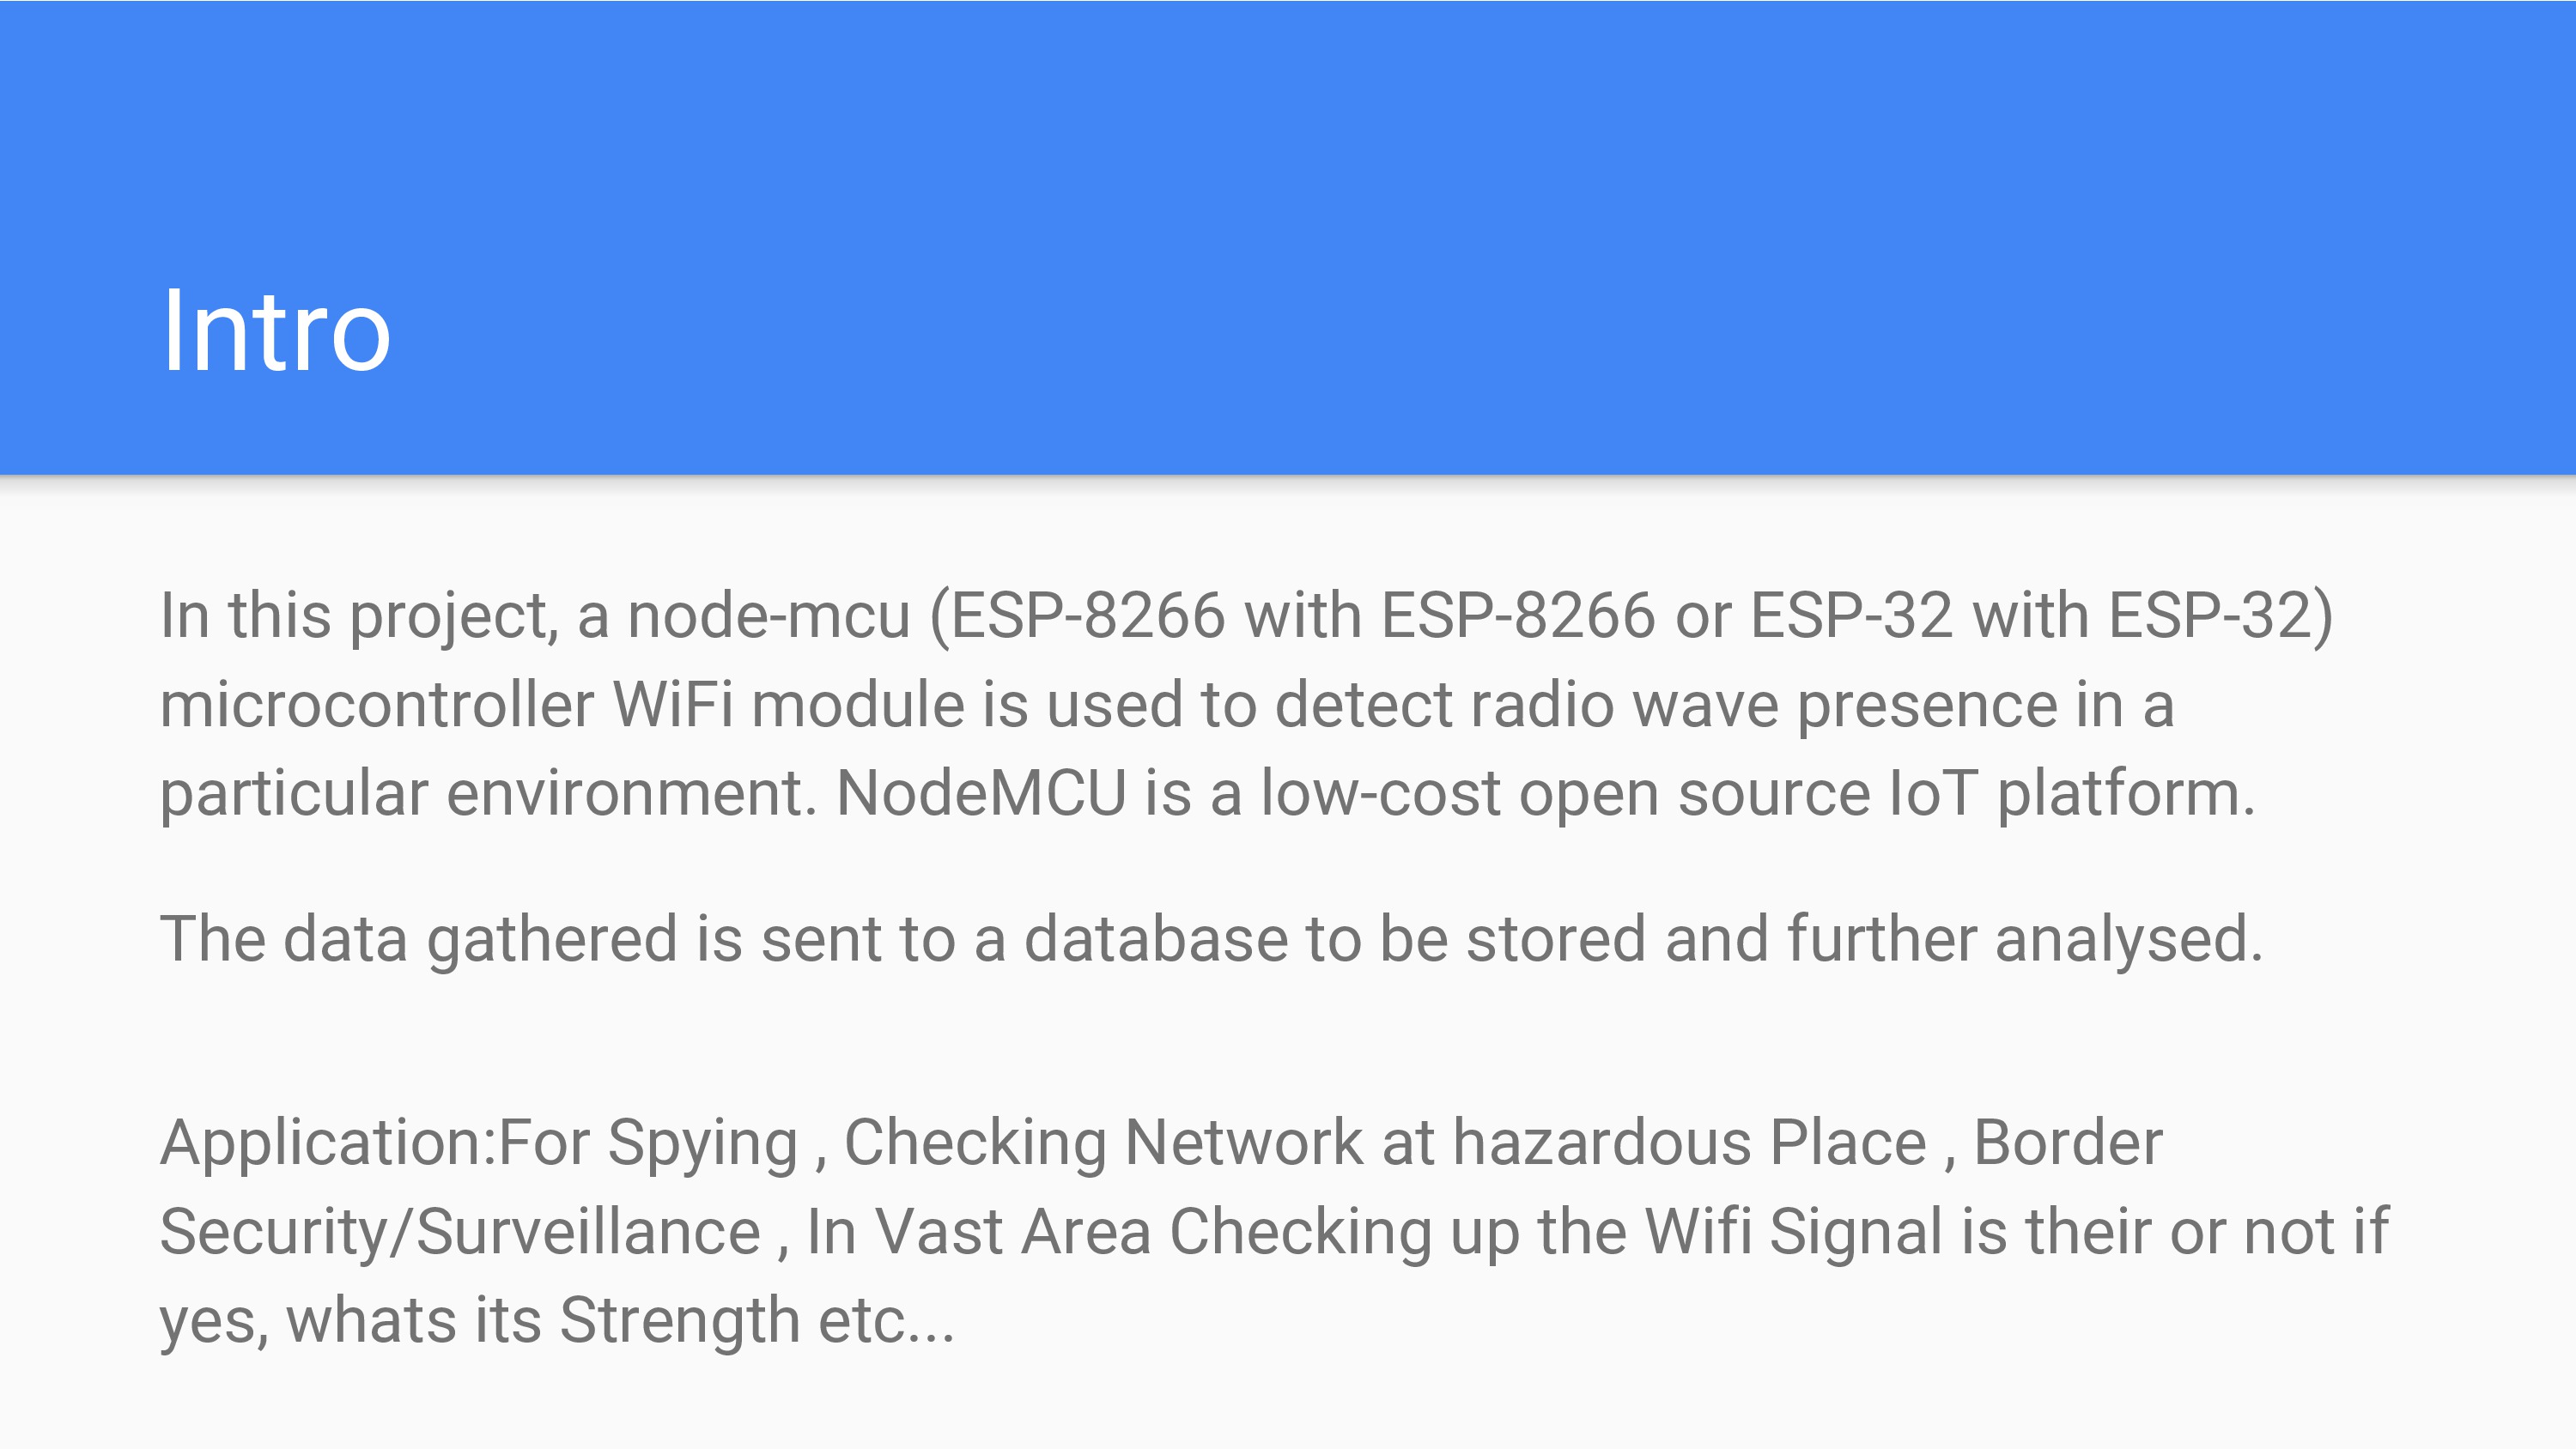 Intro
In this project, a node-mcu (ESP-8266 with ESP-8266 or ESP-32 with ESP-32)
microcontroller WiFi module is used to detect radio wave presence in a
particular environment. NodeMCU is a low-cost open source IoT platform.
The data gathered is sent to a database to be stored and further analysed.
Application:For Spying , Checking Network at hazardous Place , Border
Security/Surveillance , In Vast Area Checking up the Wifi Signal is their or not if
yes, whats its Strength etc...